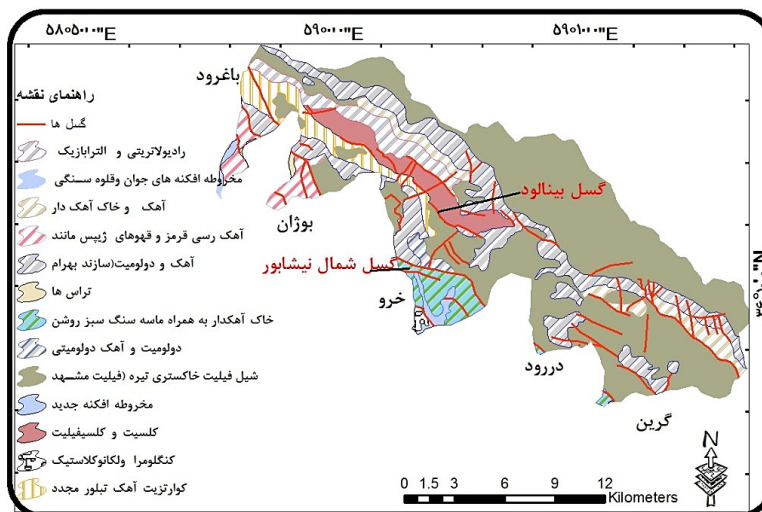 ۵۸۰۵۰۰۰"E
۵۹۰۰۰۰"E
۵۹۰۱۰۰۰"E
باغرود
راهنمای نقشه
گسل ها
رادیولاتریتی و الترابازیک
مخروطه افکنه های جوان وقلوه سنگی
آهک و خاک آهک دار
آهک رسی قرمز و قهوهای ژیپس مانند
آهک و دولومیت(سازند بهرام
تراس ها
خاک آهکدار به همراه ماسه سنگ سبز روشن
دولومیت و آهک دولومیتی
شیل فیلیت خاکستری تیره (فیلیت مشهد
مخروطه افکنه جدید
کلسیت و کلسیفیلیت
کنگلومرا ولکانوکلاستیک
کوارتزیت آهک تبلور مجدد
بوژان
گسل بینالود
گسل شمال نیشابور
خرو
دررود
گرین
N
0 1.5 3 6 9 12
Kilometers